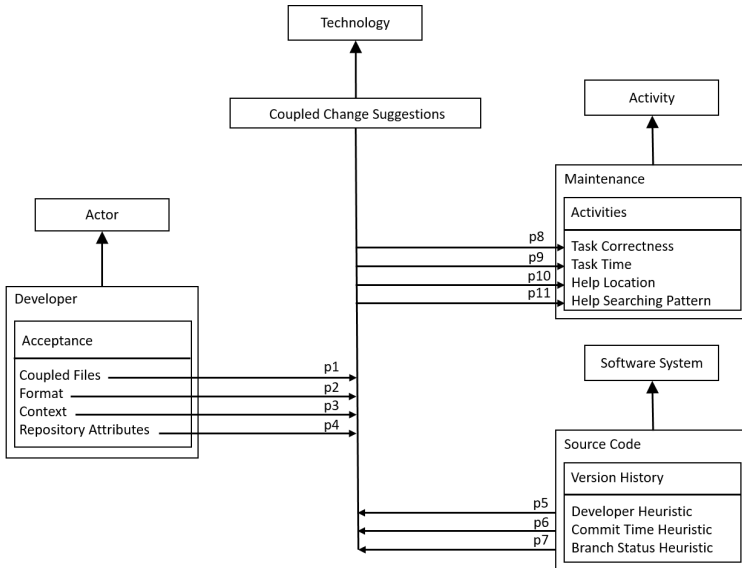 Technology
Coupled Change Suggestions
Activity
Maintenance
Activities
p8
Task Correctness
p9
Task Time
p10
Help Location
p11
Help Searching Pattern
Actor
Developer
Acceptance
Coupled Files
p1
Format
p2
Context
p3
Repository Attributes
p4
Software System
Source Code
Version History
p5
Developer Heuristic
p6
Commit Time Heuristic
p7
Branch Status Heuristic